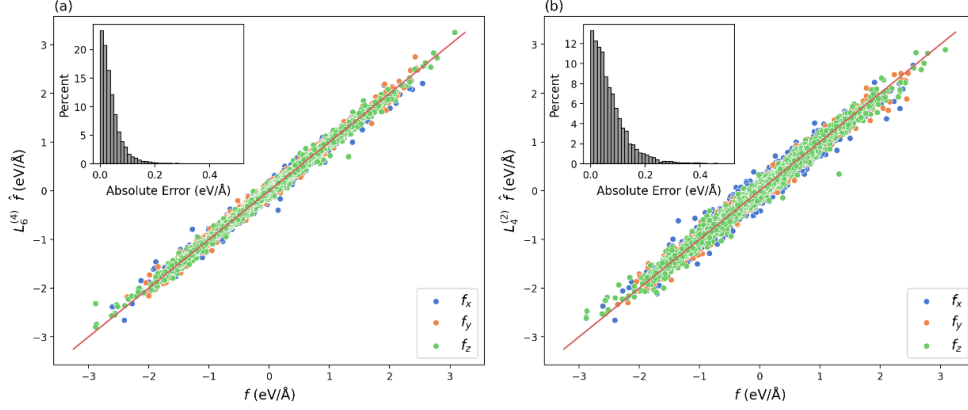 (a)
3
2
1
0
−1
−2
−3
L₆⁽⁴⁾ f̂ (eV/Å)
20
15
10
5
0
Percent
0.0 0.2 0.4
Absolute Error (eV/Å)
fₓ
f_y
f_z
−3 −2 −1 0 1 2 3
f (eV/Å)
(b)
3
2
1
0
−1
−2
−3
L₄⁽²⁾ f̂ (eV/Å)
12
10
8
6
4
2
0
Percent
0.0 0.2 0.4
Absolute Error (eV/Å)
fₓ
f_y
f_z
−3 −2 −1 0 1 2 3
f (eV/Å)